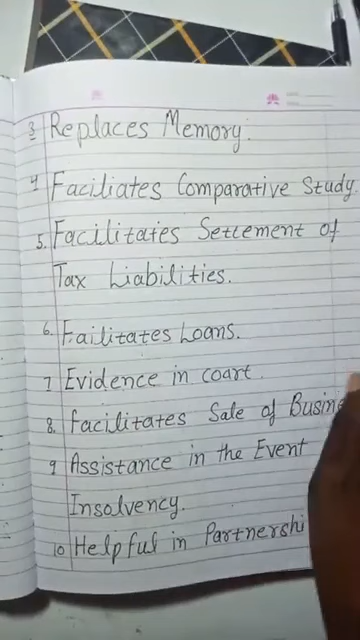 3 Replaces Memory.
4 Faciliates Comparative Study.
5. Facilitates Settement of
Tax Liabilities.
6. Failitates Loans.
7 Evidence in coart
8. Facilitates Sale of Busine
9 Assistance in the Event
Insolvency.
10 Helpful in Partnershi